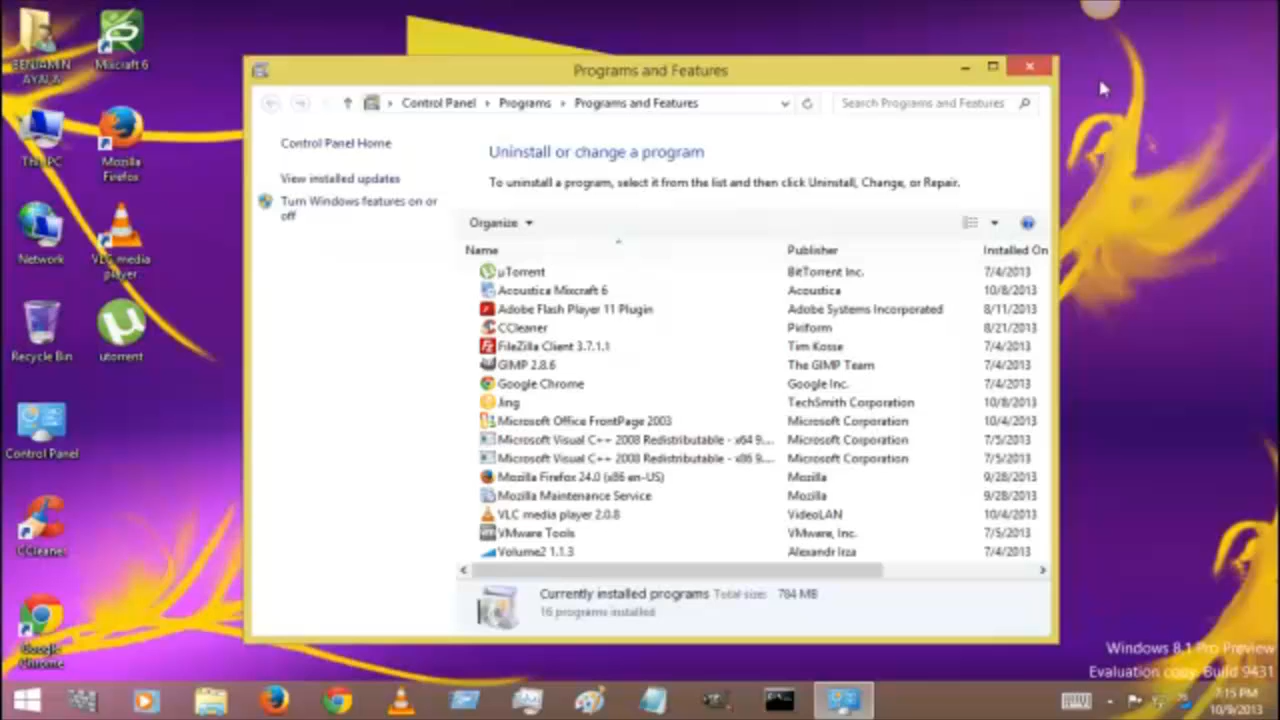 BENJAMIN
AYALA
Mixcraft 6
This PC
Mozilla
Firefox
Network
VLC media
player
Recycle Bin
utorrent
Control Panel
CCleaner
Google
Chrome
Programs and Features
Control Panel
Programs
Programs and Features
Search Programs and Features
Control Panel Home
View installed updates
Turn Windows features on or
off
Uninstall or change a program
To uninstall a program, select it from the list and then click Uninstall, Change, or Repair.
Organize
Name Publisher Installed On
µTorrent BitTorrent Inc. 7/4/2013
Acoustica Mixcraft 6 Acoustica 10/8/2013
Adobe Flash Player 11 Plugin Adobe Systems Incorporated 8/11/2013
CCleaner Piriform 8/21/2013
FileZilla Client 3.7.1.1 Tim Kosse 7/4/2013
GIMP 2.8.6 The GIMP Team 7/4/2013
Google Chrome Google Inc. 7/4/2013
Jing TechSmith Corporation 10/8/2013
Microsoft Office FrontPage 2003 Microsoft Corporation 10/4/2013
Microsoft Visual C++ 2008 Redistributable - x64 9.... Microsoft Corporation 7/5/2013
Microsoft Visual C++ 2008 Redistributable - x86 9.... Microsoft Corporation 7/5/2013
Mozilla Firefox 24.0 (x86 en-US) Mozilla 9/28/2013
Mozilla Maintenance Service Mozilla 9/28/2013
VLC media player 2.0.8 VideoLAN 10/4/2013
VMware Tools VMware, Inc. 7/5/2013
Volume2 1.1.3 Alexandr Irza 7/4/2013
Currently installed programs Total size: 784 MB
16 programs installed
Windows 8.1 Pro Preview
Evaluation copy. Build 9431
7:15 PM
10/9/2013